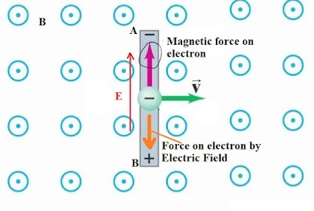 B
A
−
Magnetic force on
electron
E
−
v
Force on electron by
Electric Field
B
+